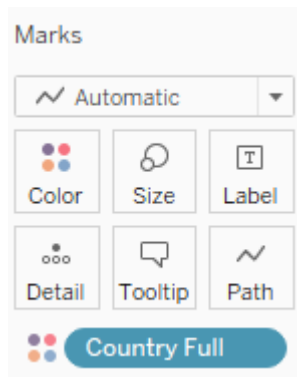 Marks
Automatic
Color Size Label
Detail Tooltip Path
Country Full